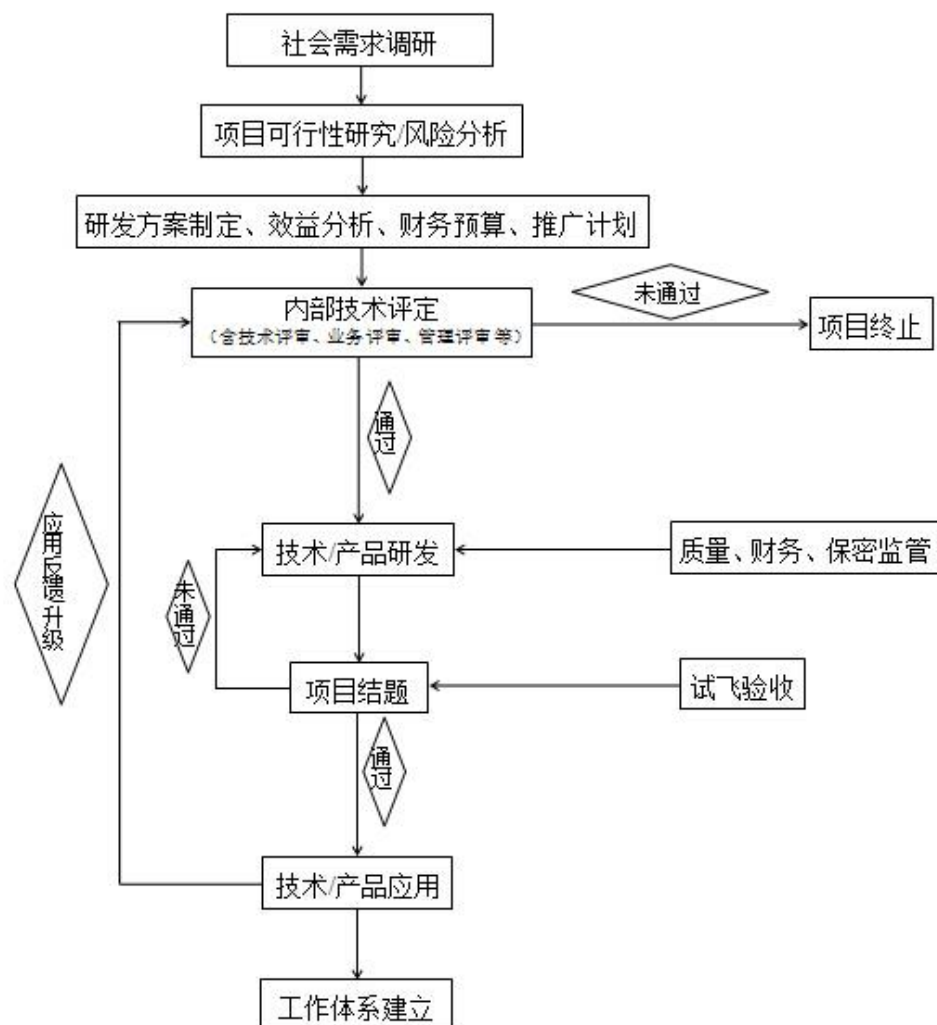 社会需求调研
项目可行性研究/风险分析
研发方案制定、效益分析、财务预算、推广计划
内部技术评定
（含技术评审、业务评审、管理评审等）
未通过
项目终止
通过
应用反馈升级
技术/产品研发
质量、财务、保密监管
未通过
项目结题
试飞验收
通过
技术/产品应用
工作体系建立